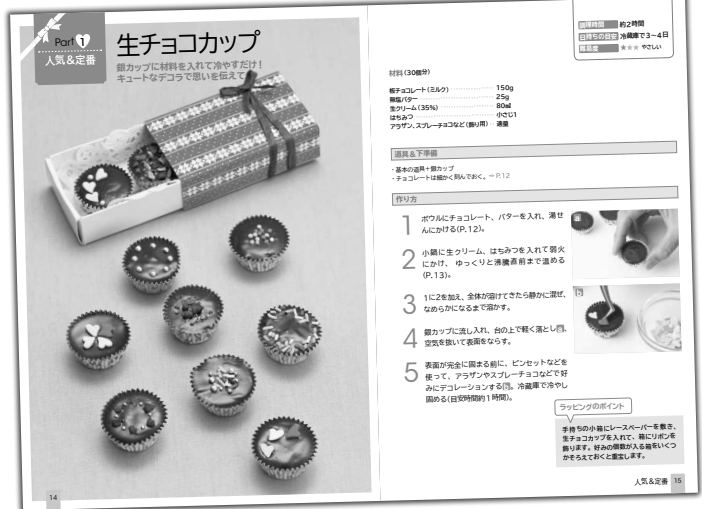 Part 1
人気&定番
生チョコカップ
銀カップに材料を入れて冷やすだけ!
キュートなデコラで思いを伝えて
調理時間 約2時間
日持ちの目安 冷蔵庫で3~4日
難易度 ★★★ やさしい
材料(30個分)
板チョコレート(ミルク) 150g
無塩バター 25g
生クリーム(35%) 80㎖
はちみつ 小さじ1
アラザン、スプレーチョコなど(飾り用) 適量
道具&下準備
・基本の道具+銀カップ
・チョコレートは細かく刻んでおく。→P.12
作り方
1 ボウルにチョコレート、バターを入れ、湯せ
んにかける(P.12)。
2 小鍋に生クリーム、はちみつを入れて弱火
にかけ、ゆっくりと沸騰直前まで温める
(P.13)。
3 1に2を加え、全体が溶けてきたら静かに混ぜ、
なめらかになるまで溶かす。
4 銀カップに流し入れ、台の上で軽く落としa、
空気を抜いて表面をならす。
5 表面が完全に固まる前に、ピンセットなどを
使って、アラザンやスプレーチョコなどで好
みにデコレーションするb。冷蔵庫で冷やし
固める(目安時間約1時間)。
a
b
ラッピングのポイント
手持ちの小箱にレースペーパーを敷き、
生チョコカップを入れて、箱にリボンを
飾ります。好みの個数が入る箱をいくつ
かそろえておくと重宝します。
14
人気&定番 15